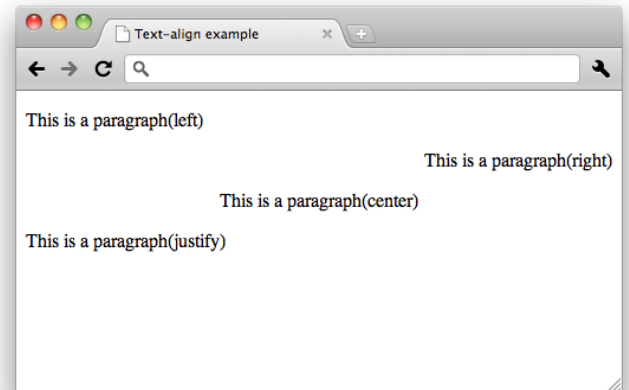 Text-align example
This is a paragraph(left)
This is a paragraph(right)
This is a paragraph(center)
This is a paragraph(justify)